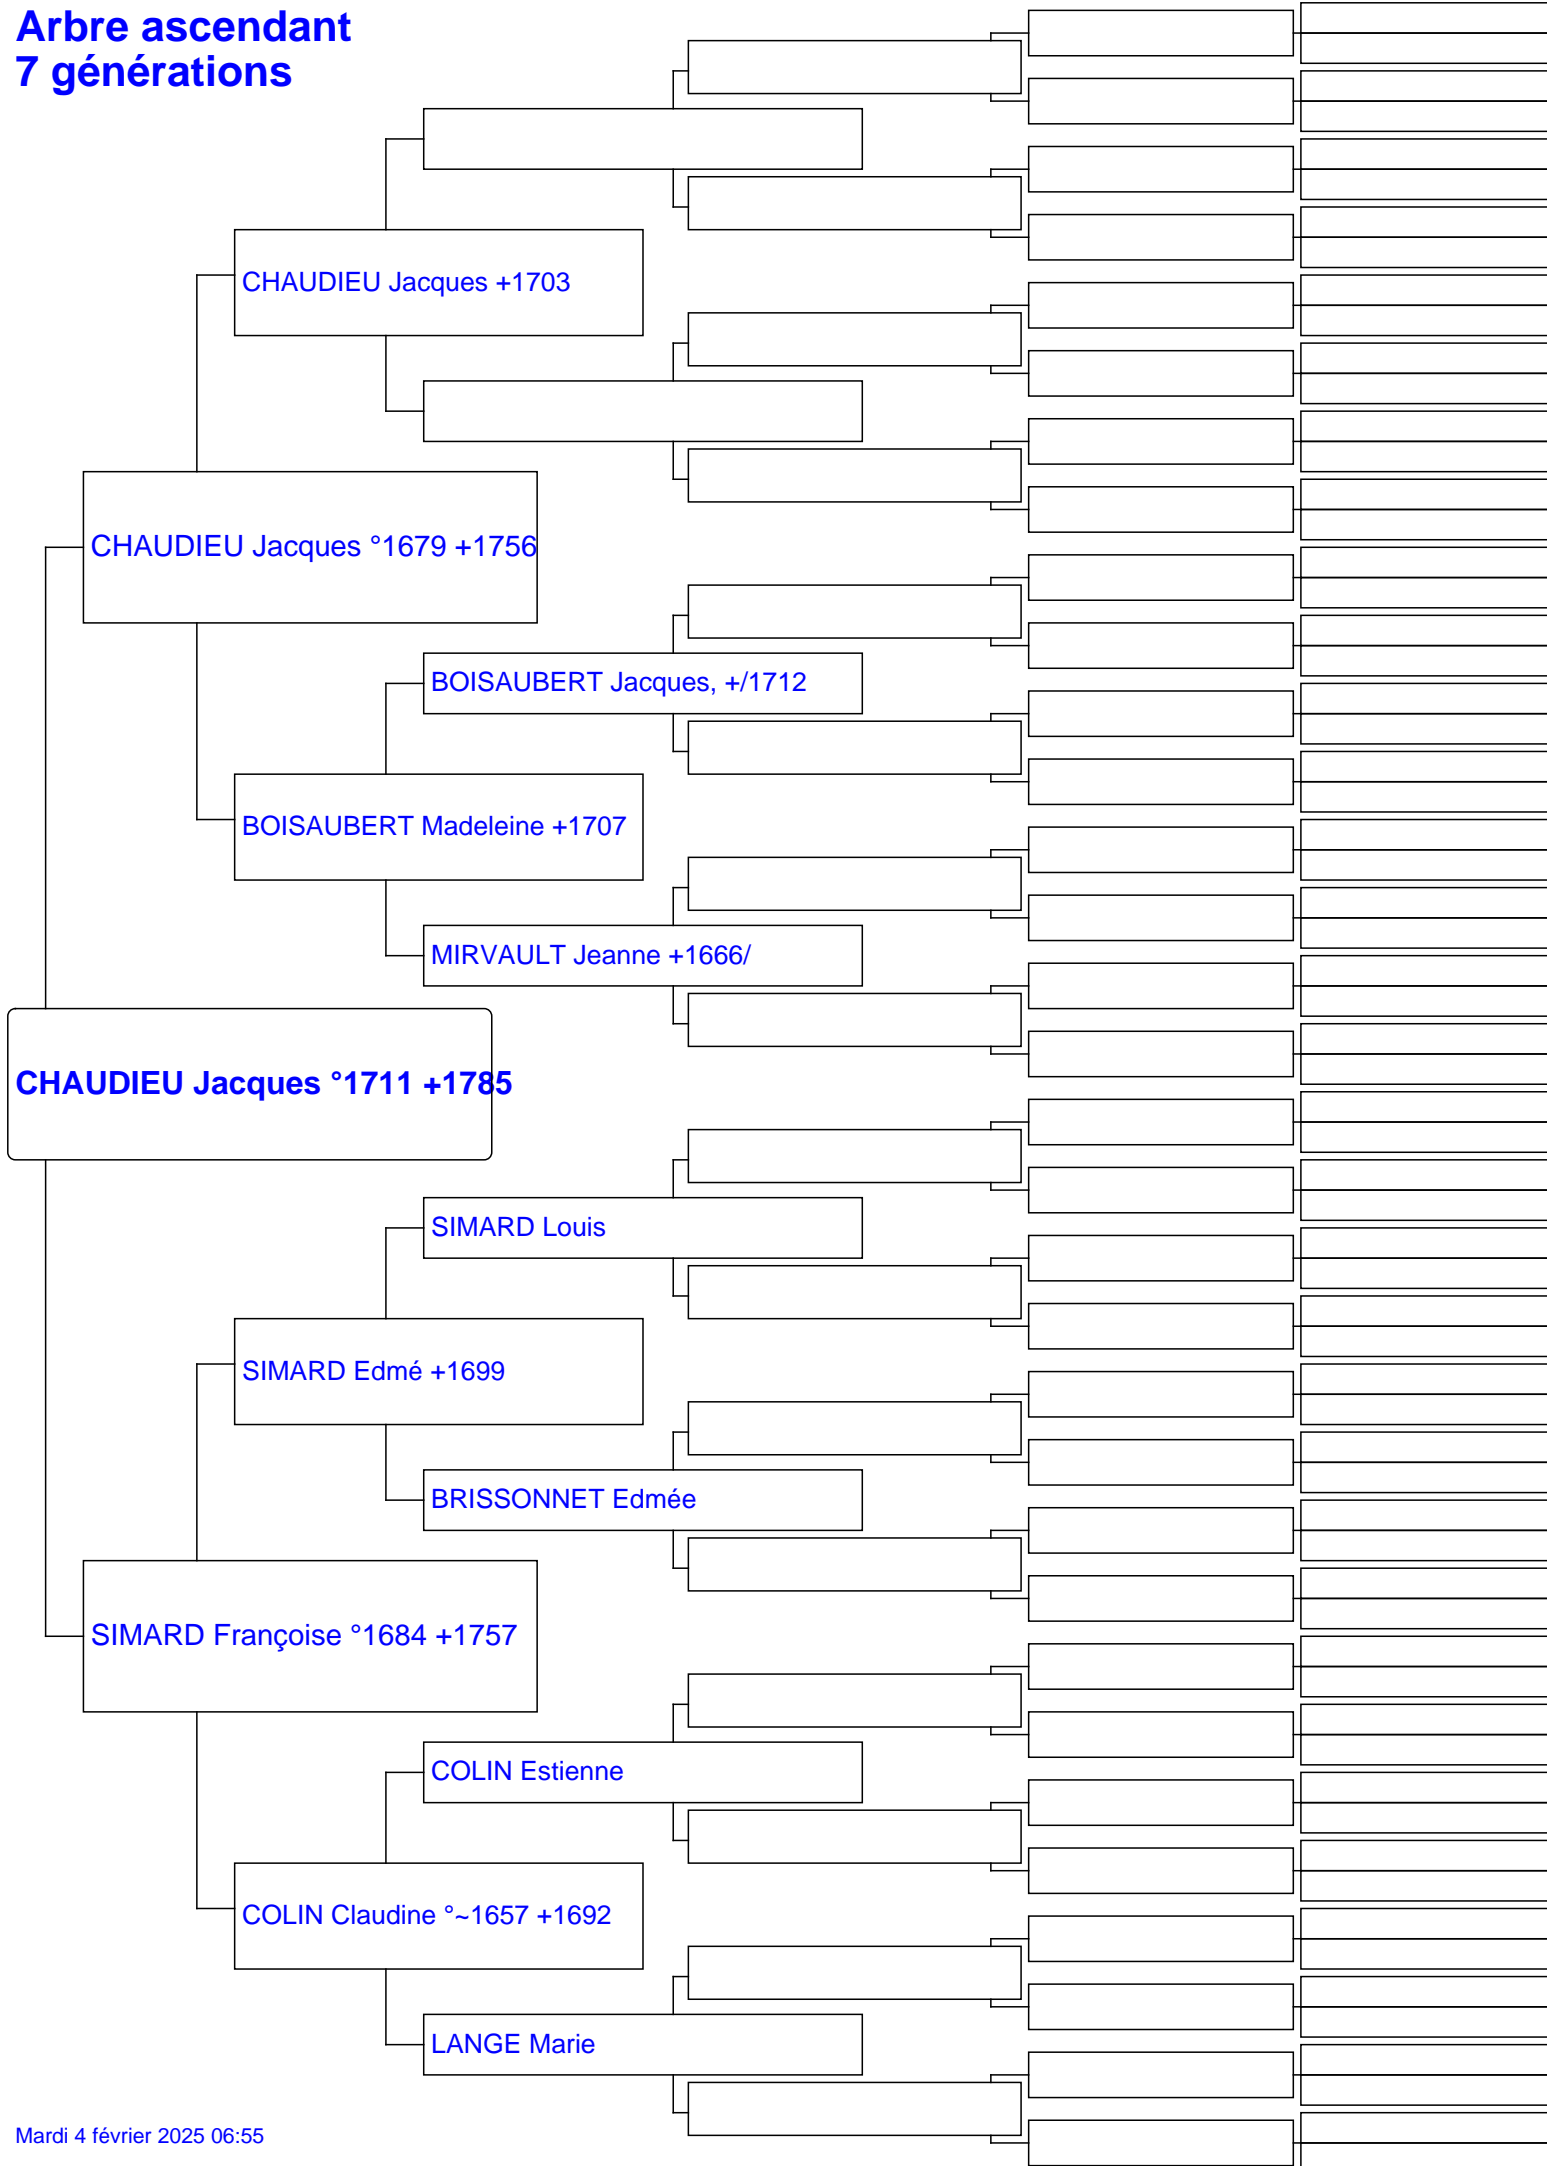 Arbre ascendant
7 générations
CHAUDIEU Jacques +1703
CHAUDIEU Jacques °1679 +1756
BOISAUBERT Jacques, +/1712
BOISAUBERT Madeleine +1707
MIRVAULT Jeanne +1666/
CHAUDIEU Jacques °1711 +1785
SIMARD Louis
SIMARD Edmé +1699
BRISSONNET Edmée
SIMARD Françoise °1684 +1757
COLIN Estienne
COLIN Claudine °~1657 +1692
LANGE Marie
Mardi 4 février 2025 06:55